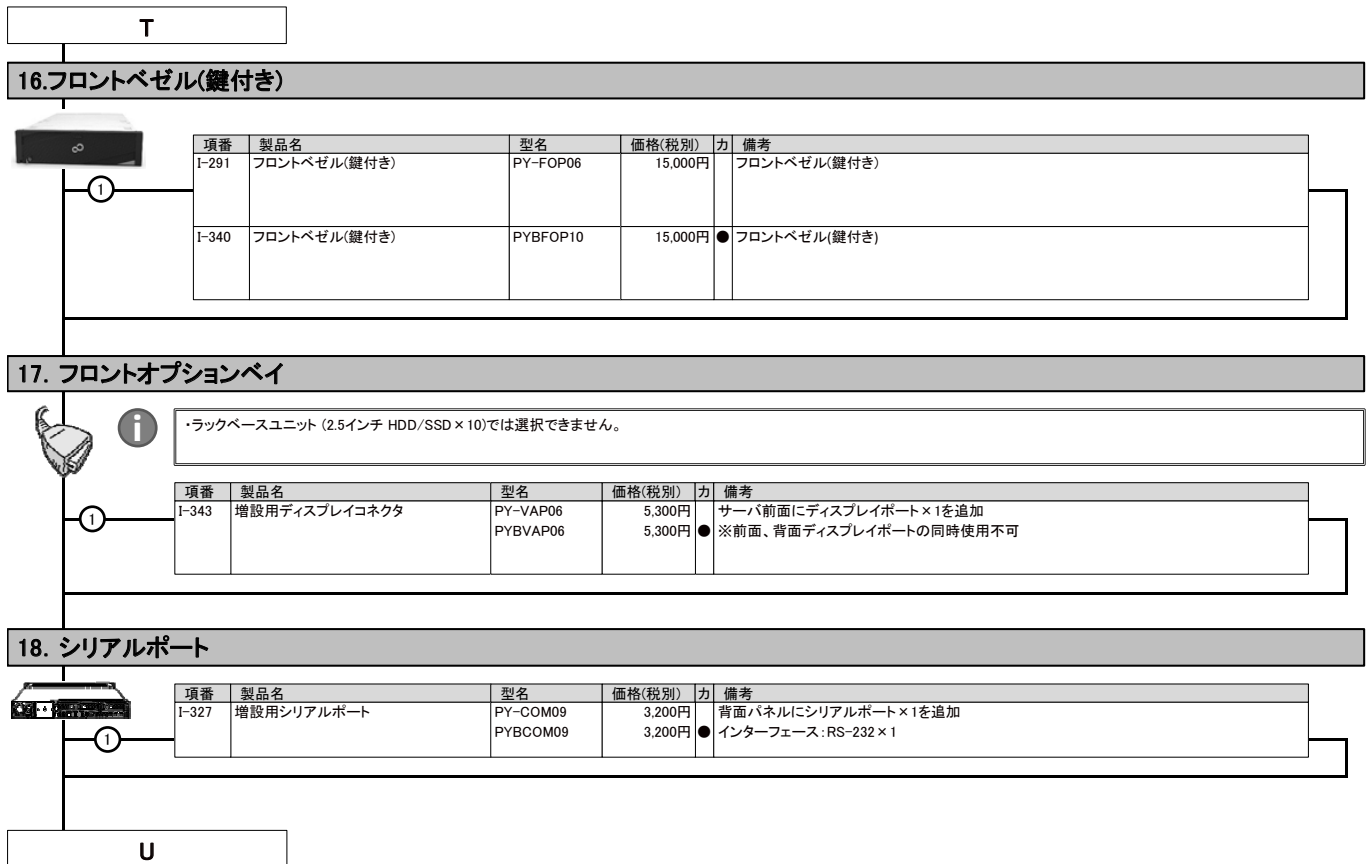 T
16.フロントベゼル(鍵付き)
項番 製品名 型名 価格(税別) カ 備考
I-291 フロントベゼル(鍵付き) PY-FOP06 15,000円 フロントベゼル(鍵付き)
①
I-340 フロントベゼル(鍵付き) PYBFOP10 15,000円 ● フロントベゼル(鍵付き)
17. フロントオプションベイ
・ラックベースユニット (2.5インチ HDD/SSD×10)では選択できません。
項番 製品名 型名 価格(税別) カ 備考
I-343 増設用ディスプレイコネクタ PY-VAP06 5,300円 サーバ前面にディスプレイポート×1を追加
① PYBVAP06 5,300円 ● ※前面、背面ディスプレイポートの同時使用不可
18. シリアルポート
項番 製品名 型名 価格(税別) カ 備考
I-327 増設用シリアルポート PY-COM09 3,200円 背面パネルにシリアルポート×1を追加
① PYBCOM09 3,200円 ● インターフェース:RS-232×1
U